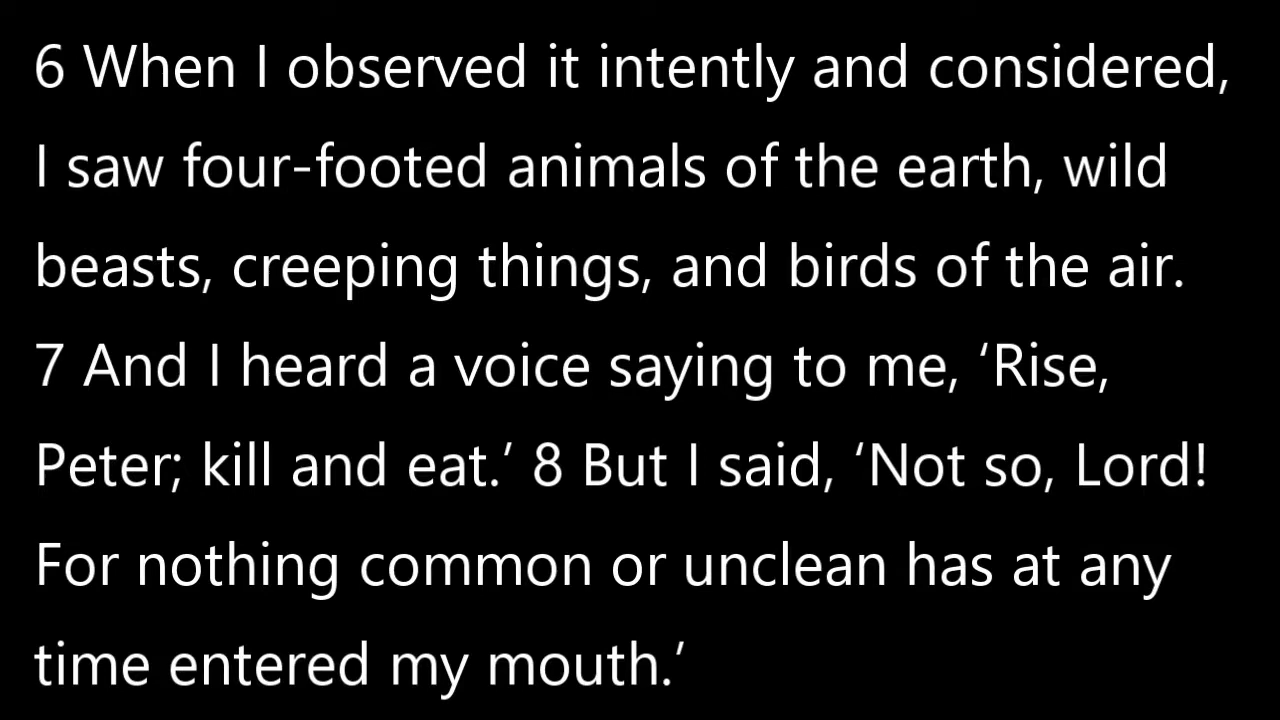 6 When I observed it intently and considered,
I saw four-footed animals of the earth, wild
beasts, creeping things, and birds of the air.
7 And I heard a voice saying to me, ‘Rise,
Peter; kill and eat.’ 8 But I said, ‘Not so, Lord!
For nothing common or unclean has at any
time entered my mouth.’